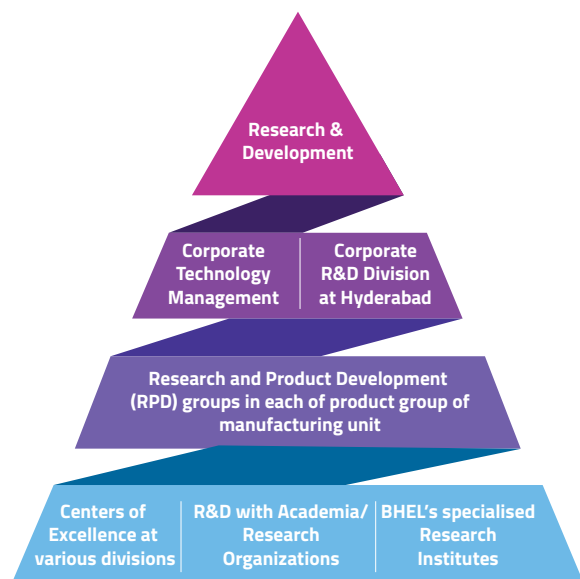 Research &
Development
Corporate
Technology
Management
Corporate
R&D Division
at Hyderabad
Research and Product Development
(RPD) groups in each of product group of
manufacturing unit
Centers of
Excellence at
various divisions
R&D with Academia/
Research
Organizations
BHEL's specialised
Research
Institutes